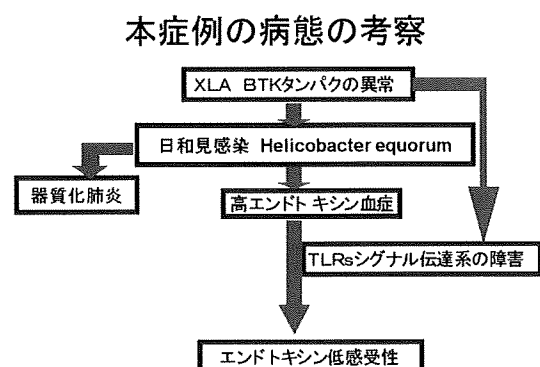 本症例の病態の考察
XLA BTKタンパクの異常
日和見感染 Helicobacter equorum
器質化肺炎
高エンドトキシン血症
TLRsシグナル伝達系の障害
エンドトキシン低感受性